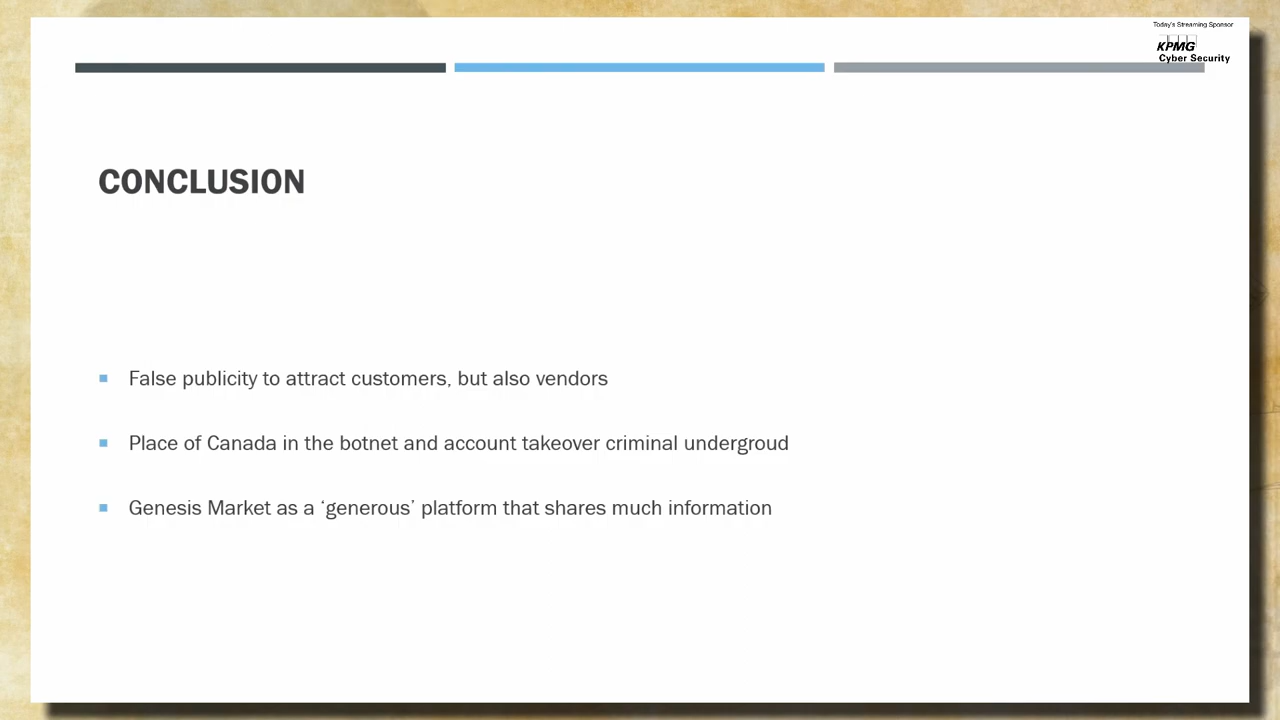 Today's Streaming Sponsor
KPMG
Cyber Security
CONCLUSION
False publicity to attract customers, but also vendors
Place of Canada in the botnet and account takeover criminal undergroud
Genesis Market as a ‘generous’ platform that shares much information